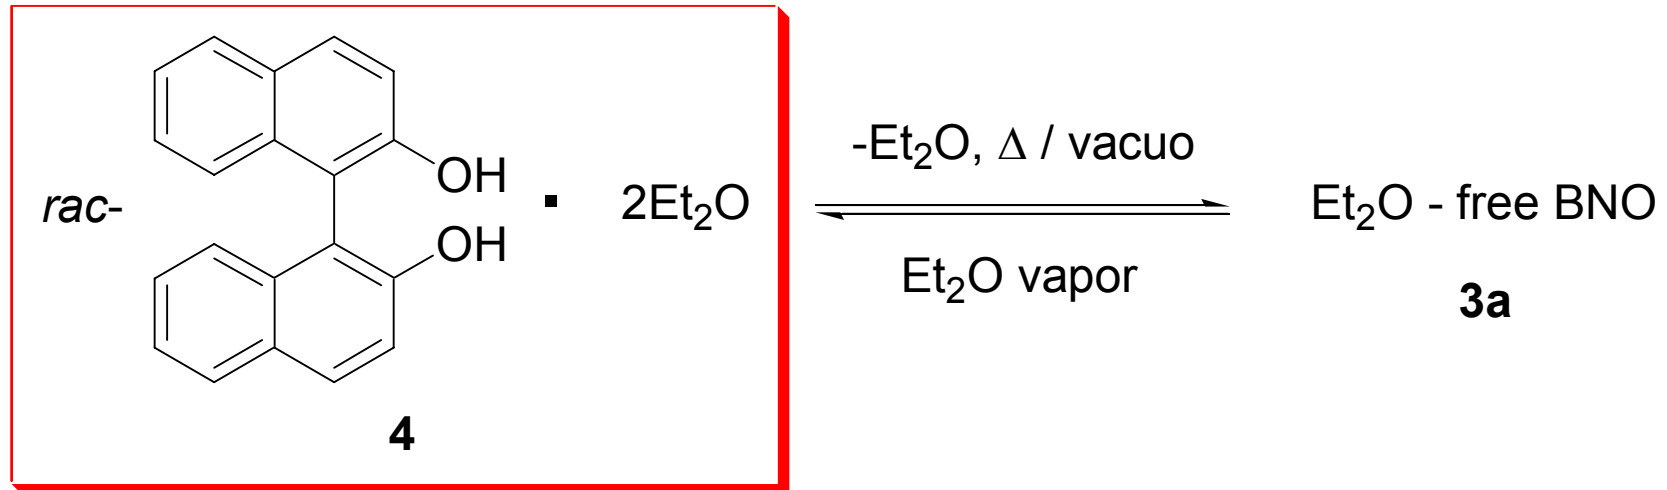 rac-
OH
OH
· 2Et₂O
4
-Et₂O, Δ / vacuo
Et₂O vapor
Et₂O - free BNO
3a